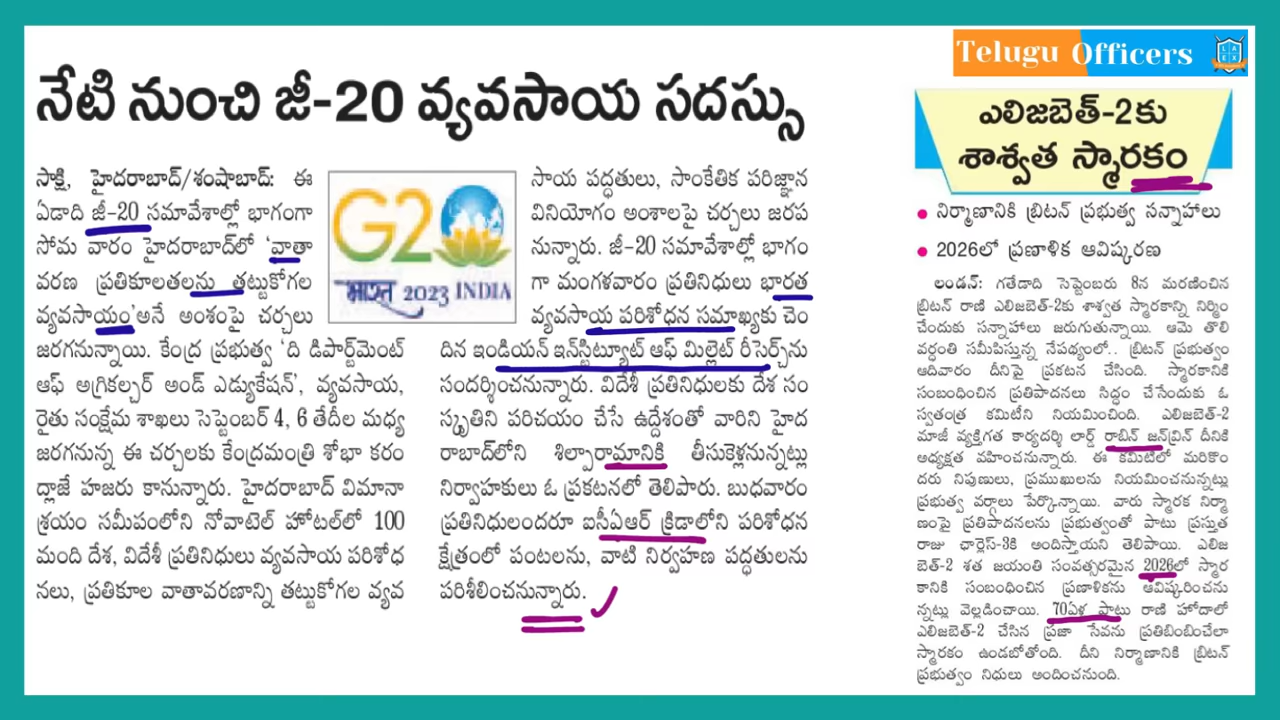 Telugu Officers
నేటి నుంచి జీ-20 వ్యవసాయ సదస్సు
సాక్షి, హైదరాబాద్/శంషాబాద్: ఈ
ఏడాది జీ-20 సమావేశాల్లో భాగంగా
సోమ వారం హైదరాబాద్‌లో ‘వాతా
వరణ ప్రతికూలతలను తట్టుకోగల
వ్యవసాయం’అనే అంశంపై చర్చలు
జరగనున్నాయి. కేంద్ర ప్రభుత్వ ‘ది డిపార్ట్‌మెంట్
ఆఫ్ అగ్రికల్చర్ అండ్ ఎడ్యుకేషన్’, వ్యవసాయ,
రైతు సంక్షేమ శాఖలు సెప్టెంబర్ 4, 6 తేదీల మధ్య
జరగనున్న ఈ చర్చలకు కేంద్రమంత్రి శోభా కరం
ద్లాజే హాజరు కానున్నారు. హైదరాబాద్ విమానా
శ్రయం సమీపంలోని నోవాటెల్ హోటల్‌లో 100
మంది దేశ, విదేశీ ప్రతినిధులు వ్యవసాయ పరిశోధ
నలు, ప్రతికూల వాతావరణాన్ని తట్టుకోగల వ్యవ
G20
भारत 2023 INDIA
సాయ పద్ధతులు, సాంకేతిక పరిజ్ఞాన
వినియోగం అంశాలపై చర్చలు జరప
నున్నారు. జీ-20 సమావేశాల్లో భాగం
గా మంగళవారం ప్రతినిధులు భారత
వ్యవసాయ పరిశోధన సమాఖ్యకు చెం
దిన ఇండియన్ ఇన్‌స్టిట్యూట్ ఆఫ్ మిల్లెట్ రీసెర్చ్‌ను
సందర్శించనున్నారు. విదేశీ ప్రతినిధులకు దేశ సం
స్కృతిని పరిచయం చేసే ఉద్దేశంతో వారిని హైద
రాబాద్‌లోని శిల్పారామానికి తీసుకెళ్లనున్నట్లు
నిర్వాహకులు ఓ ప్రకటనలో తెలిపారు. బుధవారం
ప్రతినిధులందరూ ఐసీఏఆర్ క్రిడాలోని పరిశోధన
క్షేత్రంలో పంటలను, వాటి నిర్వహణ పద్ధతులను
పరిశీలించనున్నారు.
ఎలిజబెత్-2కు
శాశ్వత స్మారకం
• నిర్మాణానికి బ్రిటన్ ప్రభుత్వ సన్నాహాలు
• 2026లో ప్రణాళిక ఆవిష్కరణ
లండన్: గతేడాది సెప్టెంబరు 8న మరణించిన
బ్రిటన్ రాణి ఎలిజబెత్-2కు శాశ్వత స్మారకాన్ని నిర్మిం
చేందుకు సన్నాహాలు జరుగుతున్నాయి. ఆమె తొలి
వర్ధంతి సమీపిస్తున్న నేపథ్యంలో.. బ్రిటన్ ప్రభుత్వం
ఆదివారం దీనిపై ప్రకటన చేసింది. స్మారకానికి
సంబంధించిన ప్రతిపాదనలు సిద్ధం చేసేందుకు ఓ
స్వతంత్ర కమిటీని నియమించింది. ఎలిజబెత్-2
మాజీ వ్యక్తిగత కార్యదర్శి లార్డ్ రాబిన్ జన్‌వ్రిన్ దీనికి
అధ్యక్షత వహించనున్నారు. ఈ కమిటీలో మరికొం
దరు నిపుణులు, ప్రముఖులను నియమించనున్నట్లు
ప్రభుత్వ వర్గాలు పేర్కొన్నాయి. వారు స్మారక నిర్మా
ణంపై ప్రతిపాదనలను ప్రభుత్వంతో పాటు ప్రస్తుత
రాజు ఛార్లెస్-3కి అందిస్తాయని తెలిపాయి. ఎలిజ
బెత్-2 శత జయంతి సంవత్సరమైన 2026లో స్మార
కానికి సంబంధించిన ప్రణాళికను ఆవిష్కరించను
న్నట్లు వెల్లడించాయి. 70ఏళ్ల పాటు రాణి హోదాలో
ఎలిజబెత్-2 చేసిన ప్రజా సేవను ప్రతిబింబించేలా
స్మారకం ఉండబోతోంది. దీని నిర్మాణానికి బ్రిటన్
ప్రభుత్వం నిధులు అందించనుంది.